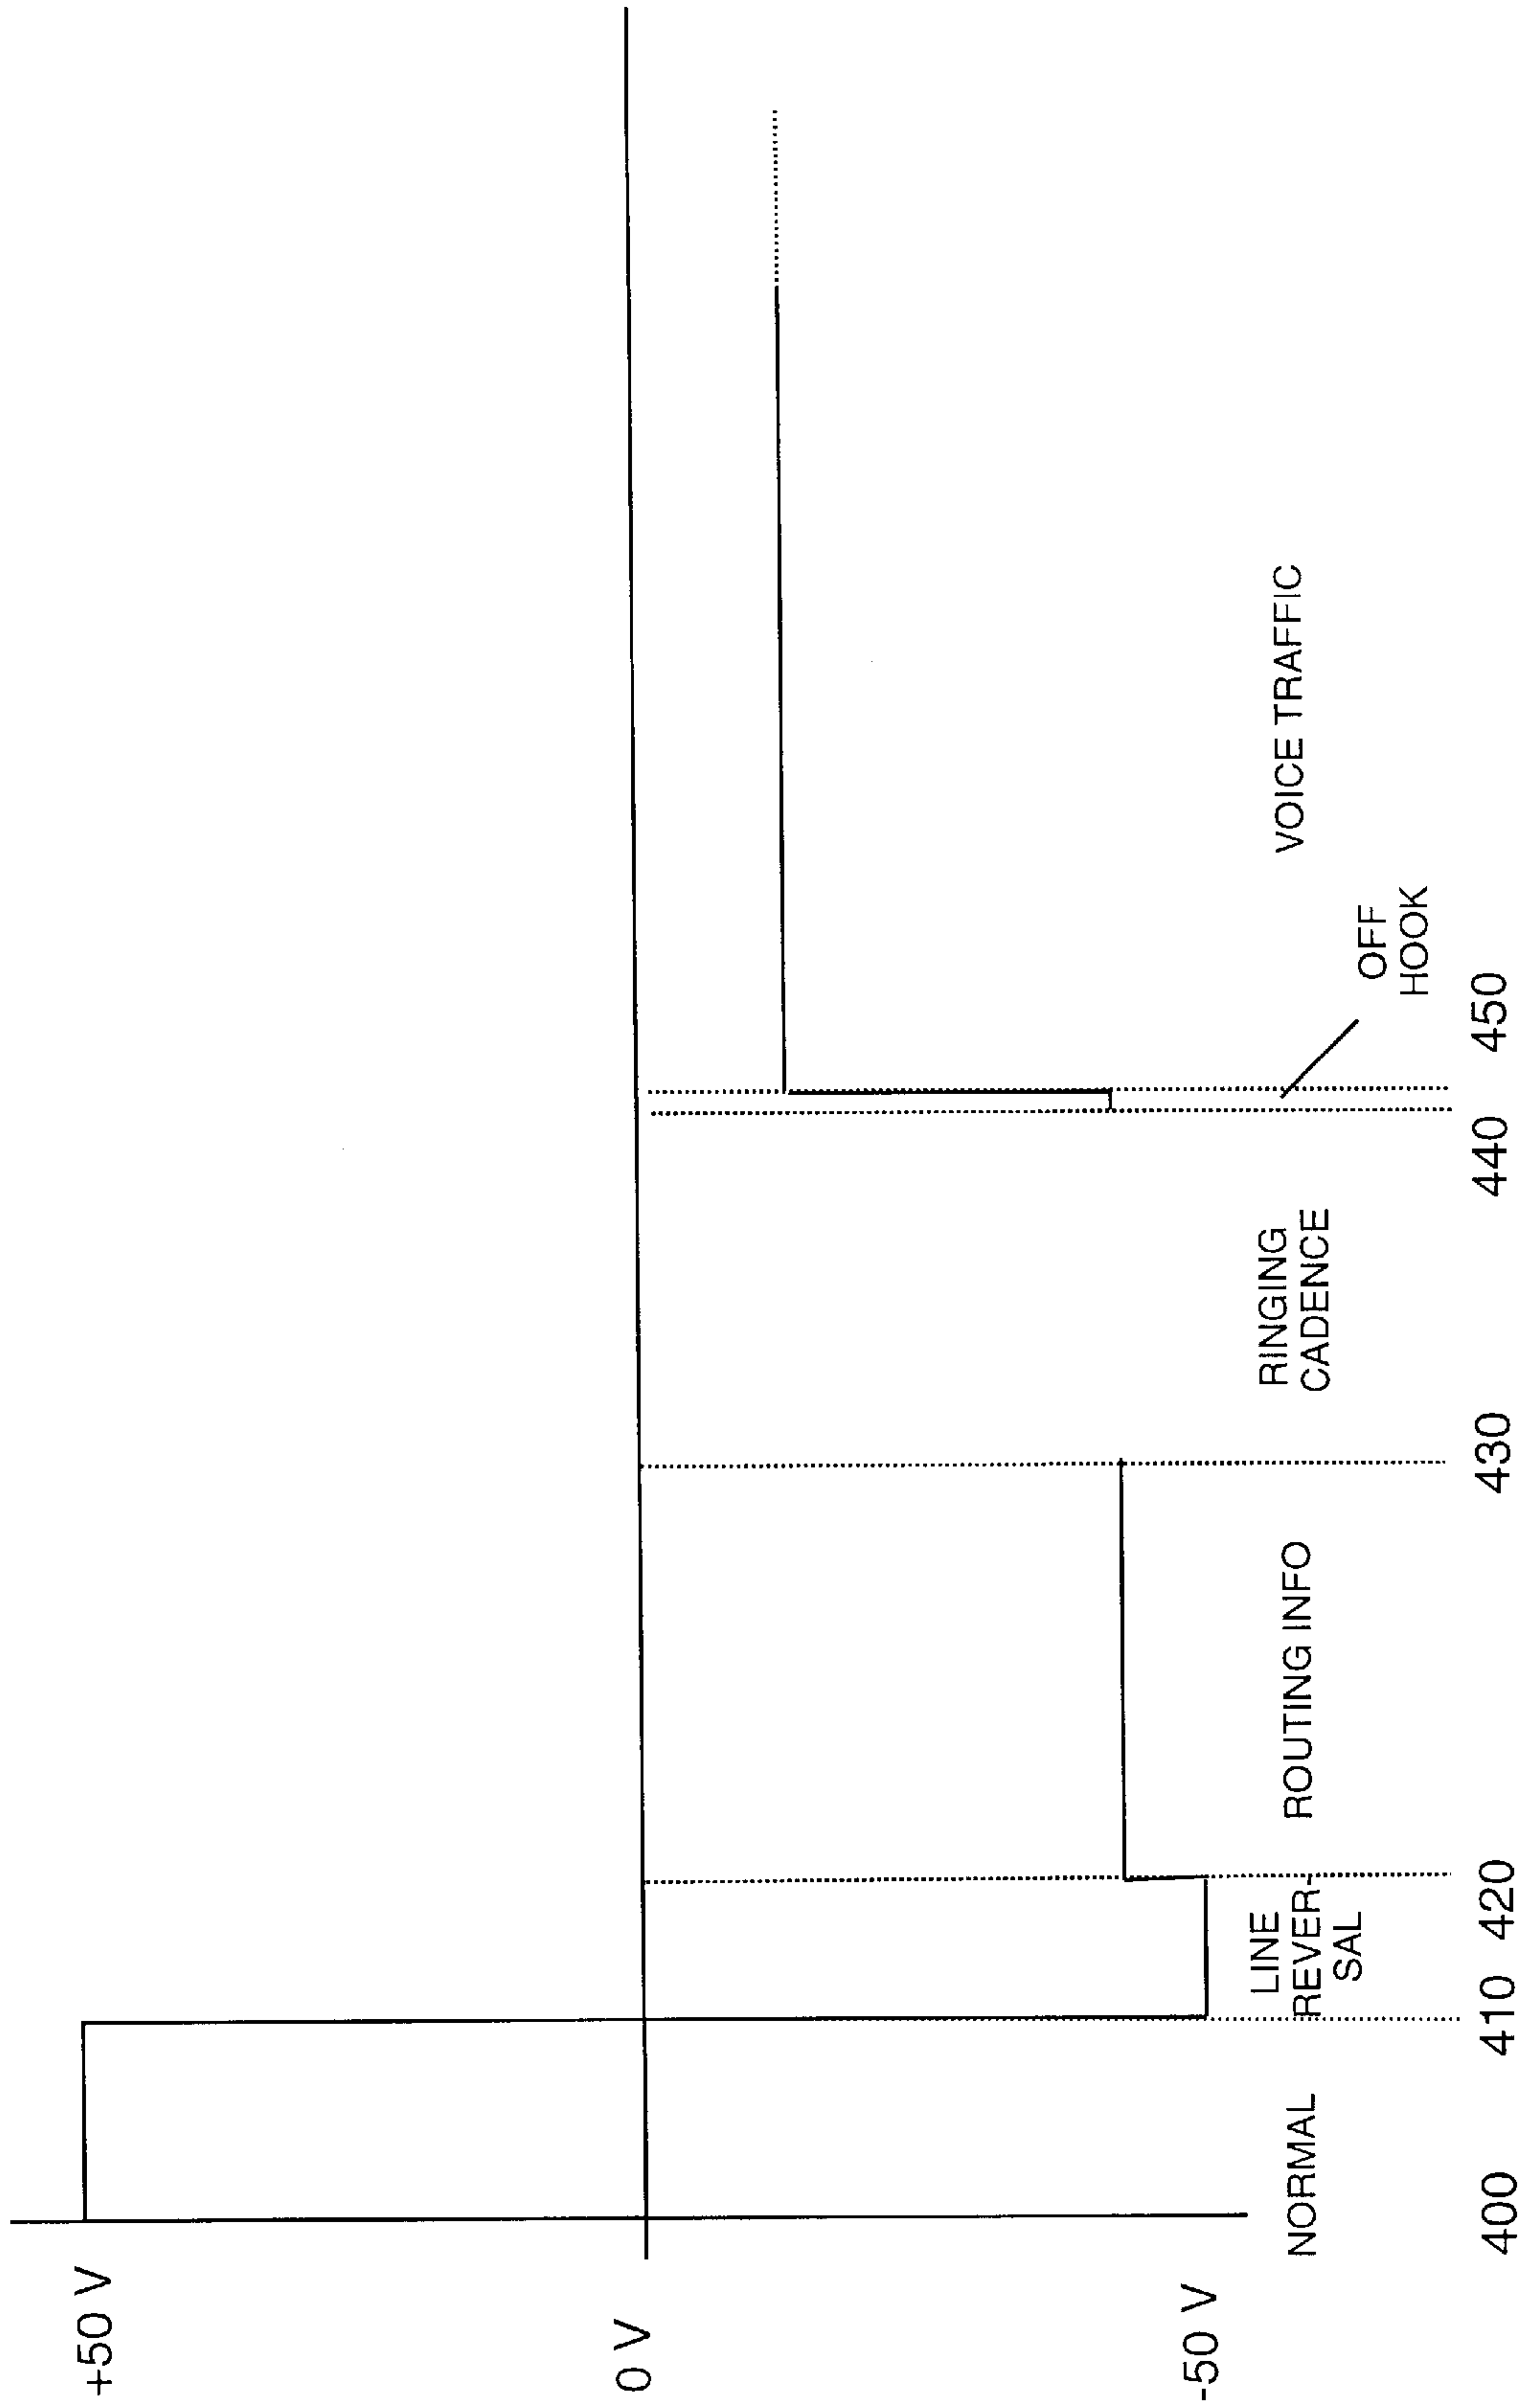 +50 V
0 V
-50 V
NORMAL
LINE
REVER-
SAL
ROUTING INFO
RINGING
CADENCE
OFF
HOOK
VOICE TRAFFIC
400
410
420
430
440
450